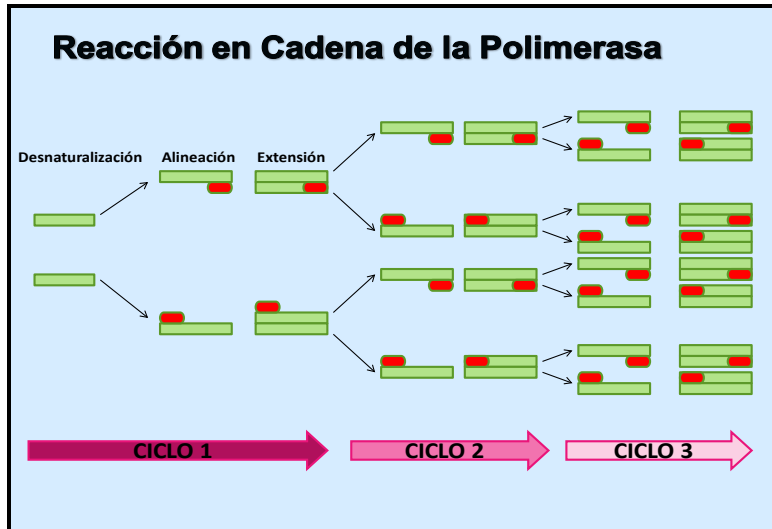 Reacción en Cadena de la Polimerasa
Desnaturalización
Alineación
Extensión
CICLO 1
CICLO 2
CICLO 3